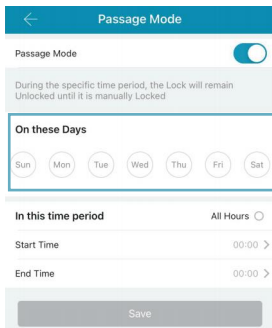 Passage Mode
Passage Mode
During the specific time period, the Lock will remain
Unlocked until it is manually Locked
On these Days
Sun Mon Tue Wed Thu Fri Sat
In this time period All Hours
Start Time 00:00 >
End Time 00:00 >
Save